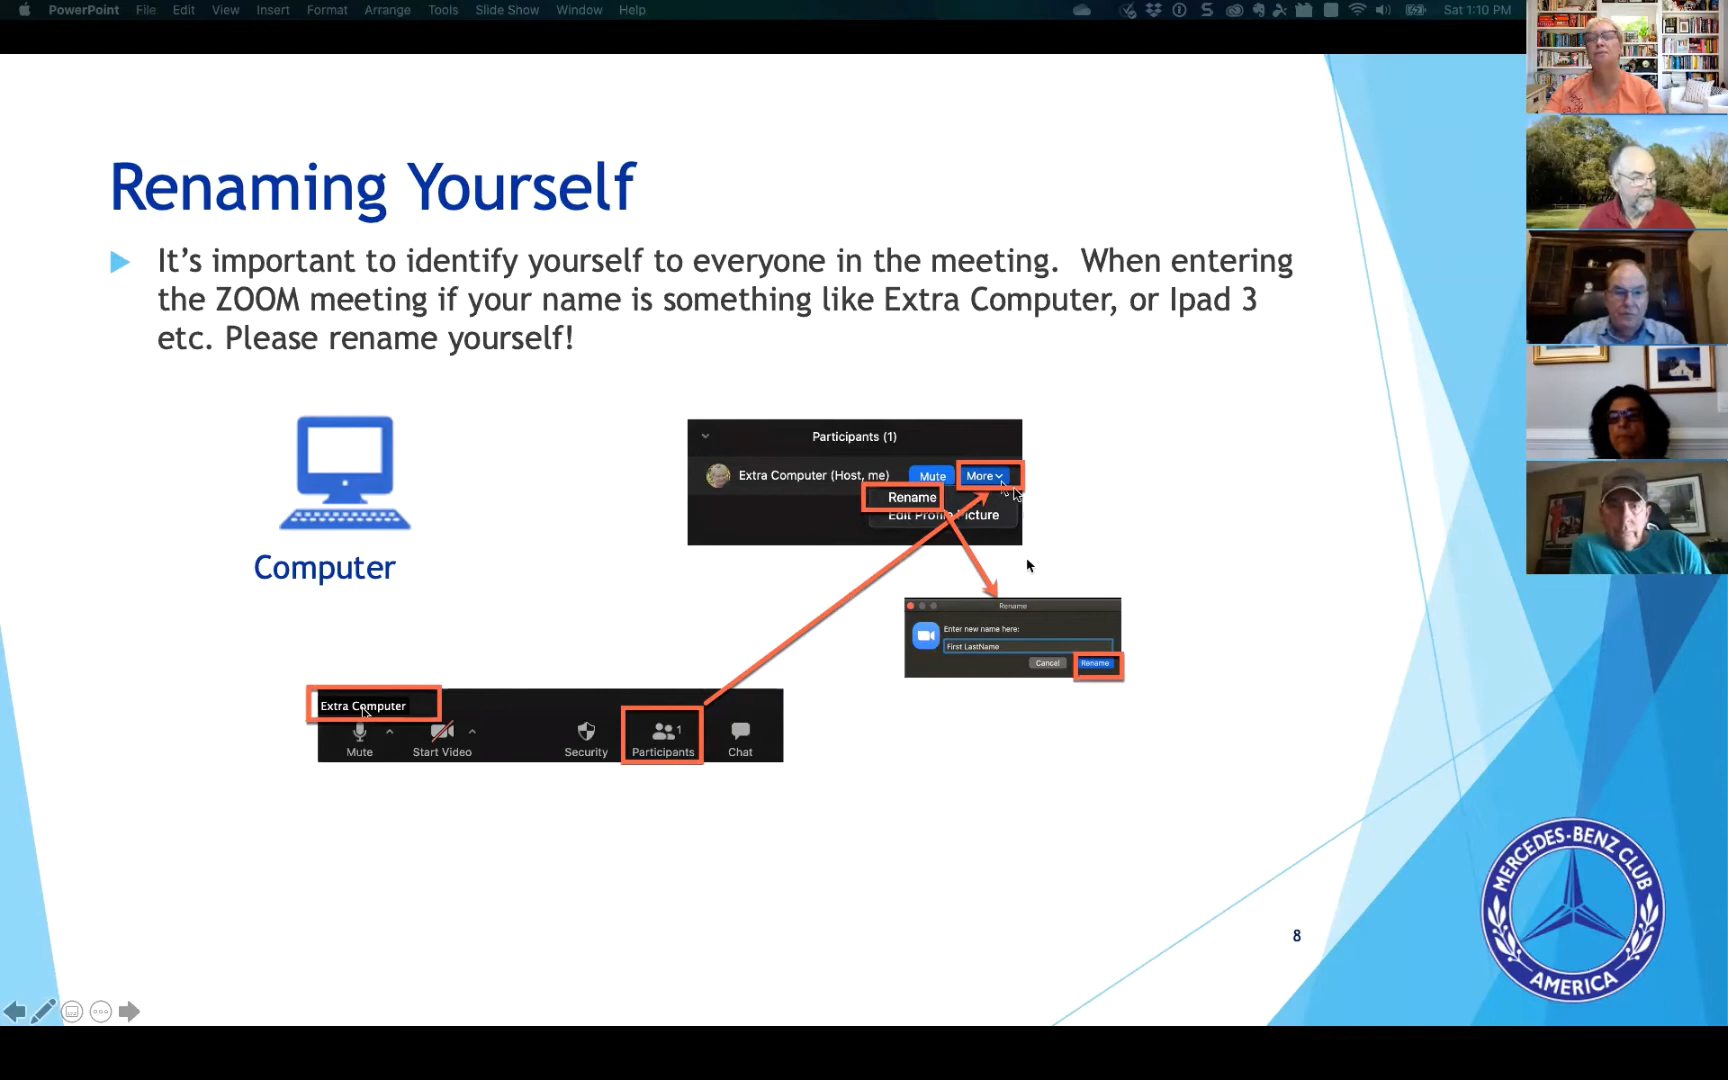 PowerPoint File Edit View Insert Format Arrange Tools Slide Show Window Help Sat 1:10 PM
Renaming Yourself
It's important to identify yourself to everyone in the meeting. When entering
the ZOOM meeting if your name is something like Extra Computer, or Ipad 3
etc. Please rename yourself!
Computer
Participants (1)
Extra Computer (Host, me) Mute More
Rename
Edit Profile Picture
Rename
Enter new name here:
First LastName
Cancel Rename
Extra Computer
1
Mute Start Video Security Participants Chat
8
MERCEDES-BENZ CLUB
AMERICA